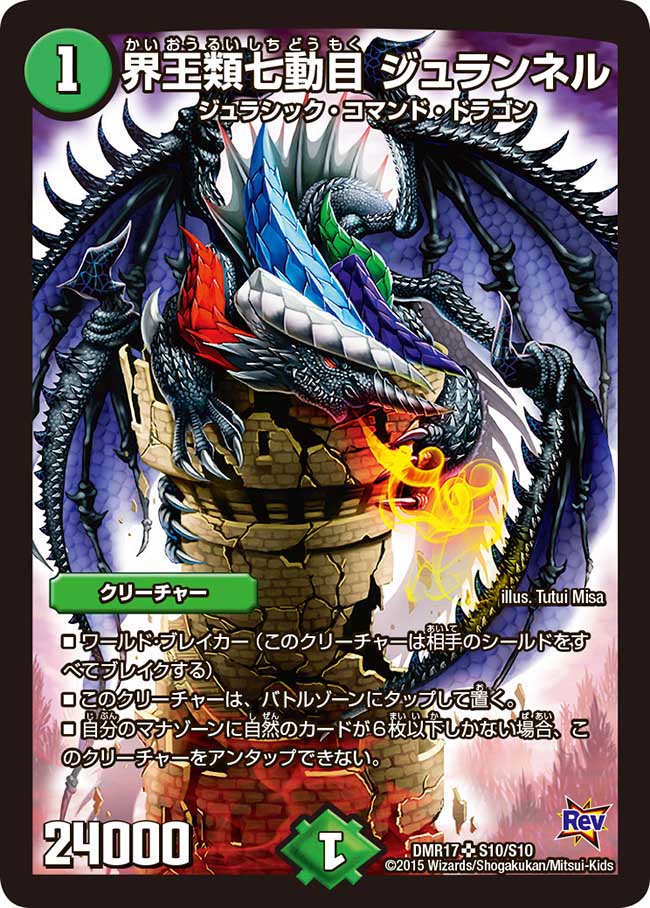 1
かいおうるいしちどうもく
界王類七動目 ジュランネル
ジュラシック・コマンド・ドラゴン
クリーチャー
illus. Tutui Misa
■ ワールド・ブレイカー（このクリーチャーは相手のシールドをす
べてブレイクする）
■ このクリーチャーは、バトルゾーンにタップして置く。
■ 自分のマナゾーンに自然のカードが６枚以下しかない場合、こ
のクリーチャーをアンタップできない。
24000
1
Rev
DMR17 S10/S10
©2015 Wizards/Shogakukan/Mitsui-Kids